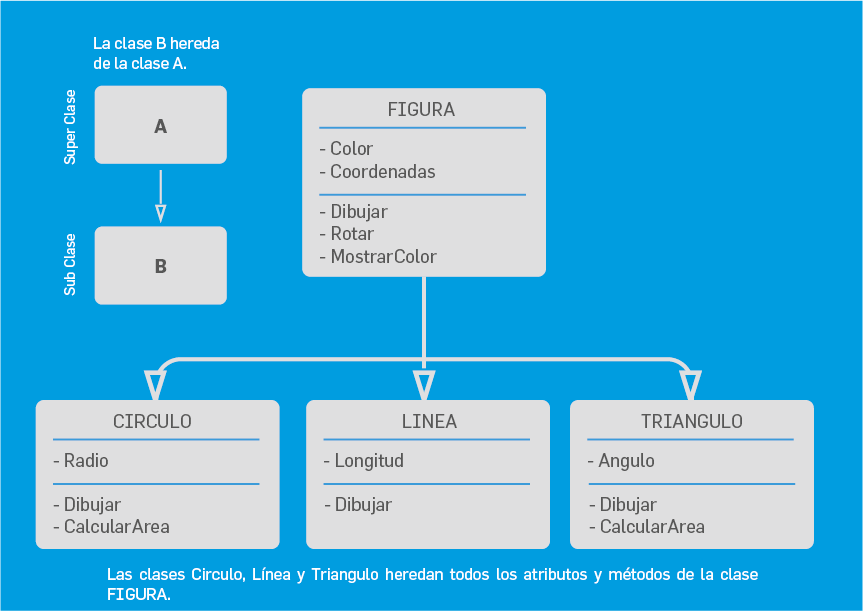 La clase B hereda
de la clase A.
Super Clase
A
Sub Clase
B
FIGURA
- Color
- Coordenadas
- Dibujar
- Rotar
- MostrarColor
CIRCULO
- Radio
- Dibujar
- CalcularArea
LINEA
- Longitud
- Dibujar
TRIANGULO
- Angulo
- Dibujar
- CalcularArea
Las clases Circulo, Línea y Triangulo heredan todos los atributos y métodos de la clase
FIGURA.